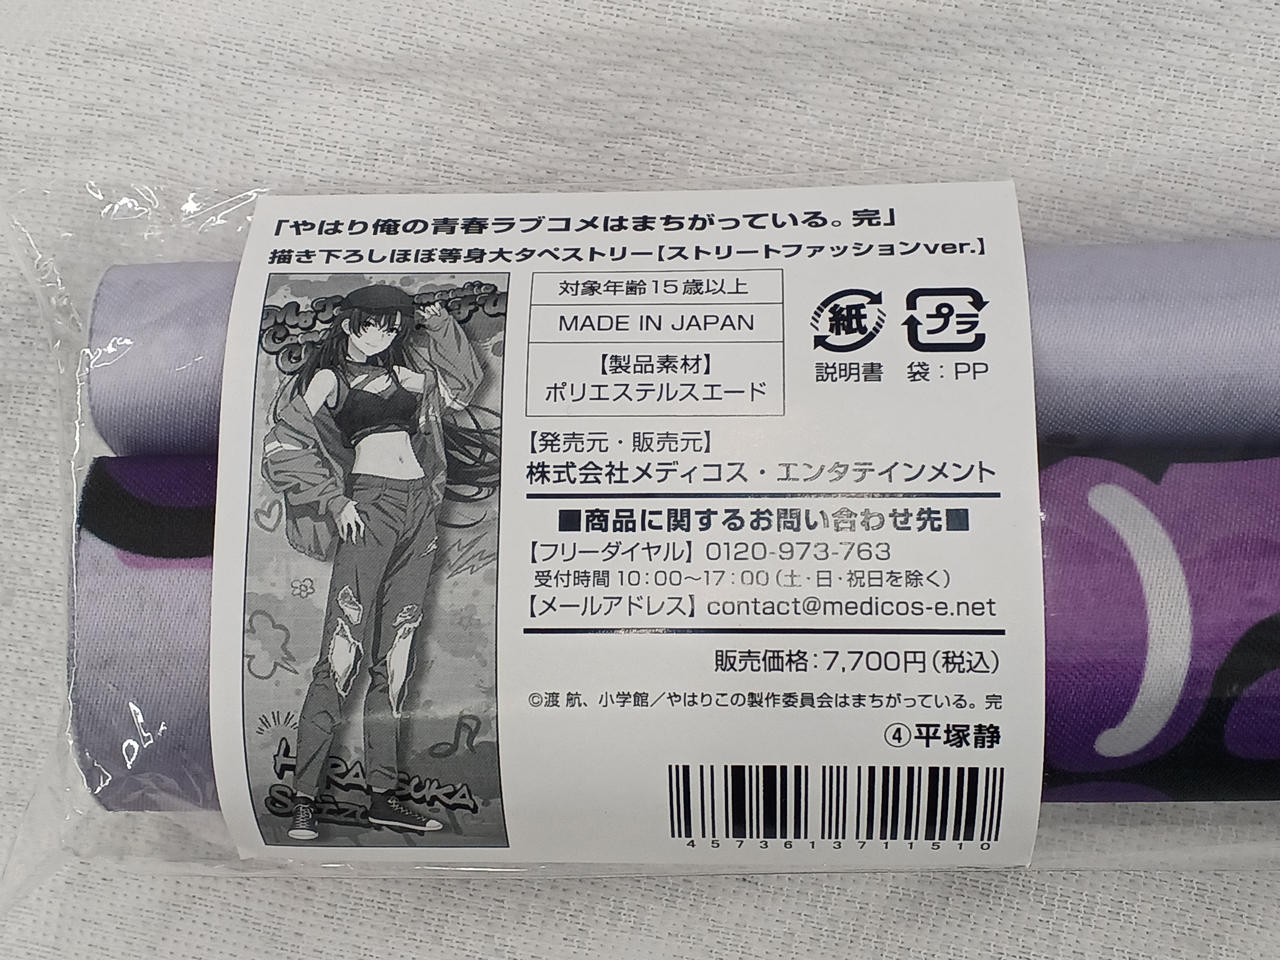 「やはり俺の青春ラブコメはまちがっている。完」
描き下ろしほぼ等身大タペストリー【ストリートファッションver.】
対象年齢15歳以上
MADE IN JAPAN
【製品素材】
ポリエステルスエード
紙
プラ
説明書 袋:PP
【発売元・販売元】
株式会社メディコス・エンタテインメント
■商品に関するお問い合わせ先■
【フリーダイヤル】0120-973-763
受付時間10:00〜17:00(土・日・祝日を除く)
【メールアドレス】contact@medicos-e.net
販売価格:7,700円(税込)
©渡 航、小学館／やはりこの製作委員会はまちがっている。完
④平塚静
4573613711510